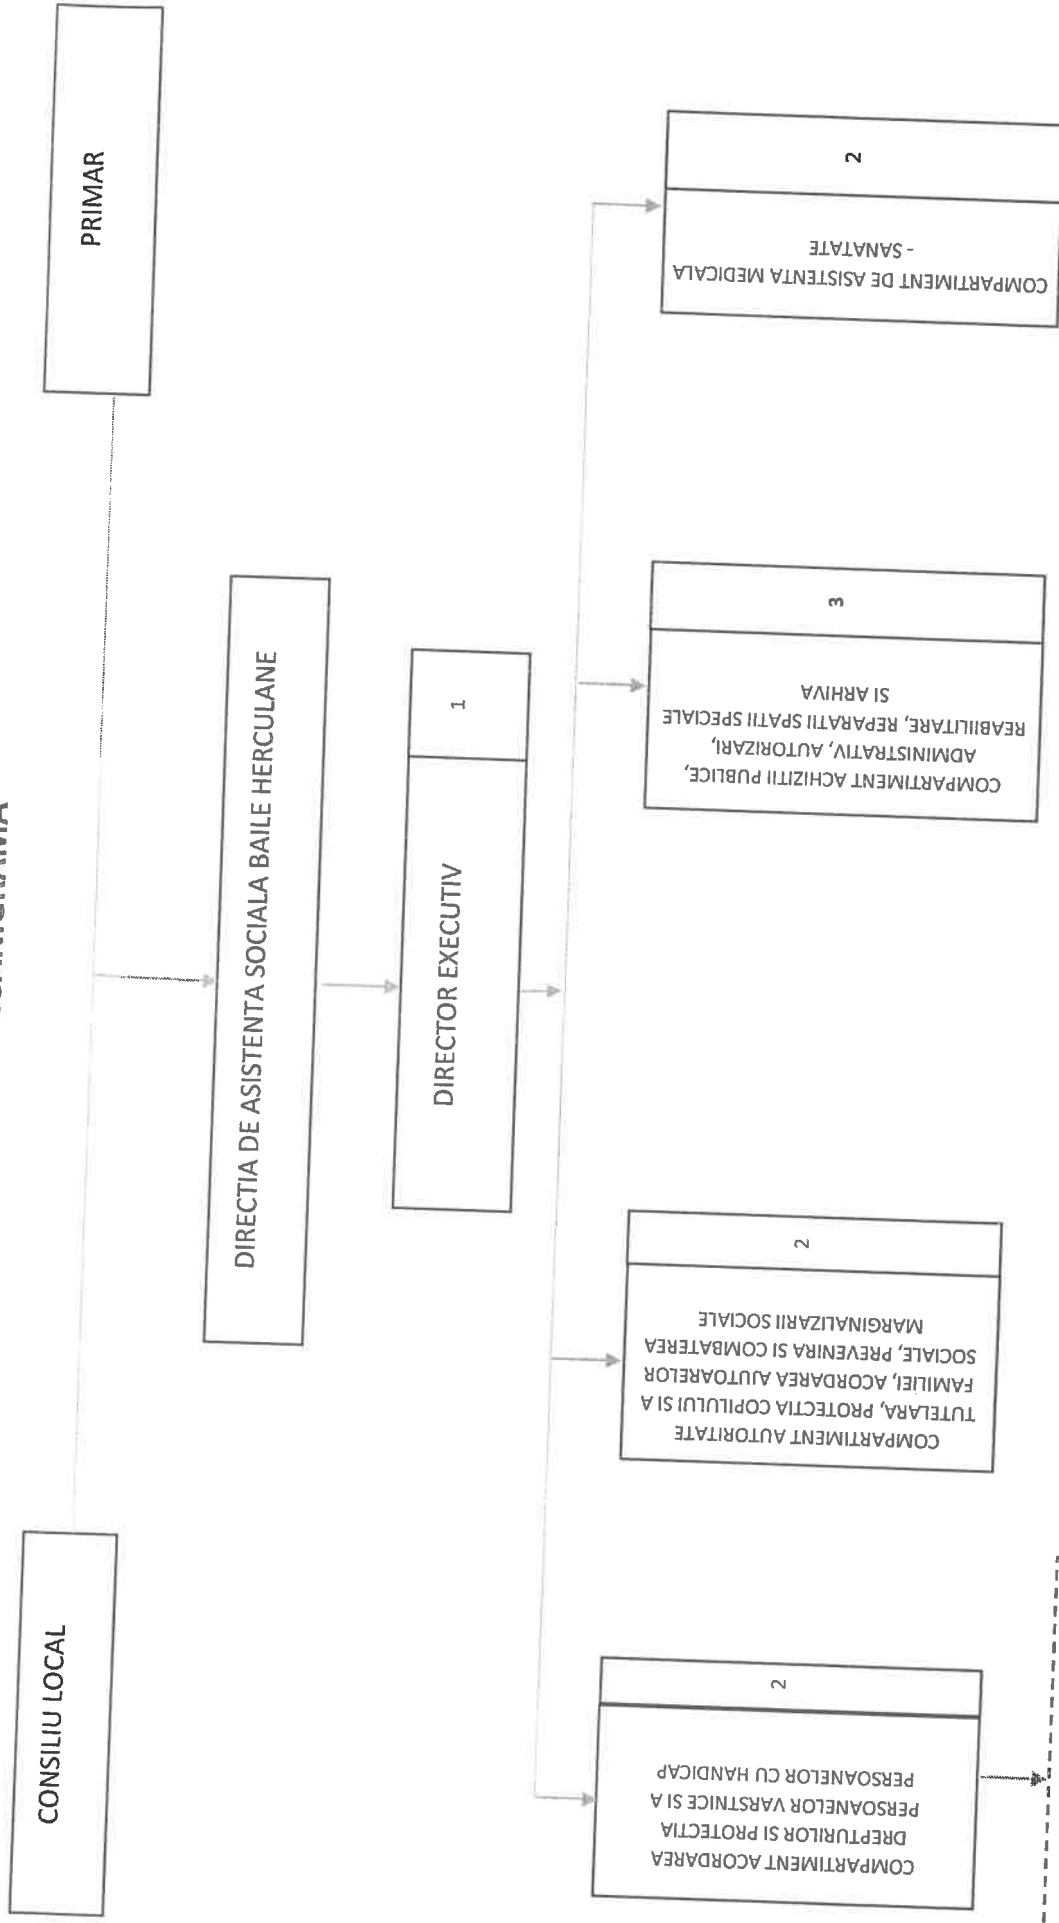 CONSILIU LOCAL
PRIMAR
DIRECTIA DE ASISTENTA SOCIALA BAILE HERCULANE
DIRECTOR EXECUTIV
1
COMPARTIMENT ACORDAREA
DREPTURILOR SI PROTECTIA
PERSOANELOR VARSTNICE SI A
PERSOANELOR CU HANDICAP
2
COMPARTIMENT AUTORITATE
TUTELARA, PROTECTIA COPILULUI SI A
FAMILIEI, ACORDAREA AJUTOARELOR
SOCIALE, PREVENIRA SI COMBATEREA
MARGINALIZARII SOCIALE
2
COMPARTIMENT ACHIZITII PUBLICE,
ADMINISTRATIV, AUTORIZARI,
REABIILITARE, REPARATII SPATII SPECIALE
SI ARHIVA
3
COMPARTIMENT DE ASISTENTA MEDICALA
- SANATATE
2